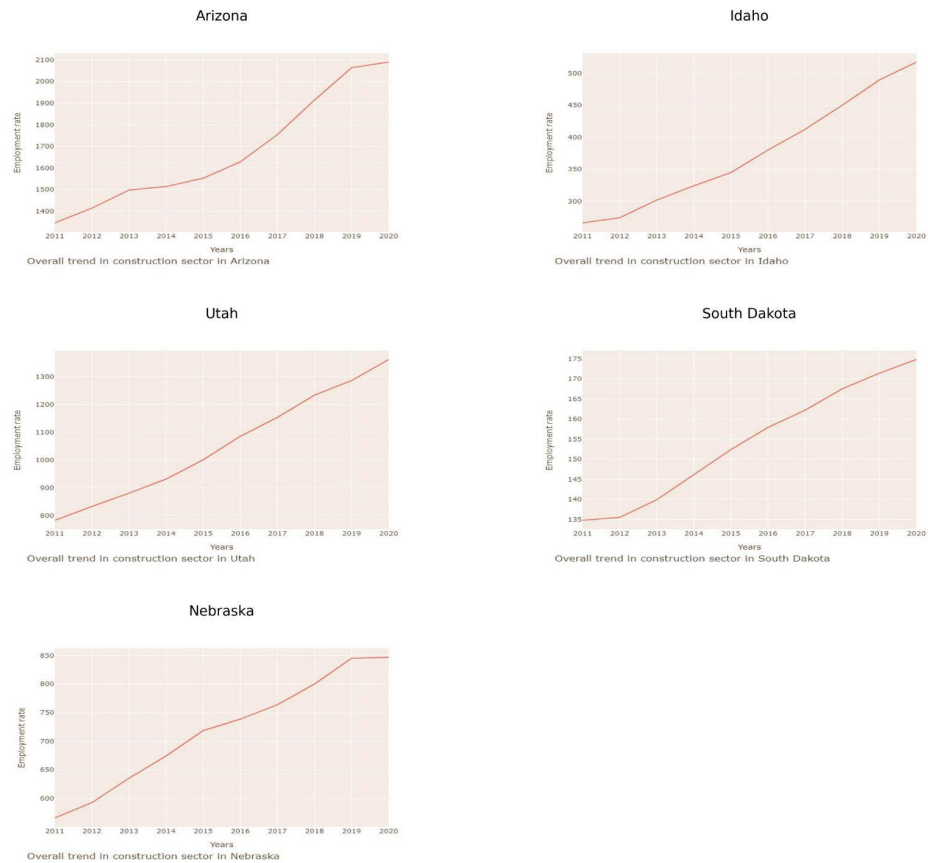 Arizona
Employment rate
2100
2000
1900
1800
1700
1600
1500
1400
2011 2012 2013 2014 2015 2016 2017 2018 2019 2020
Years
Overall trend in construction sector in Arizona
Idaho
Employment rate
500
450
400
350
300
2011 2012 2013 2014 2015 2016 2017 2018 2019 2020
Years
Overall trend in construction sector in Idaho
Utah
Employment rate
1300
1200
1100
1000
900
800
2011 2012 2013 2014 2015 2016 2017 2018 2019 2020
Years
Overall trend in construction sector in Utah
South Dakota
Employment rate
175
170
165
160
155
150
145
140
135
2011 2012 2013 2014 2015 2016 2017 2018 2019 2020
Years
Overall trend in construction sector in South Dakota
Nebraska
Employment rate
850
800
750
700
650
600
2011 2012 2013 2014 2015 2016 2017 2018 2019 2020
Years
Overall trend in construction sector in Nebraska